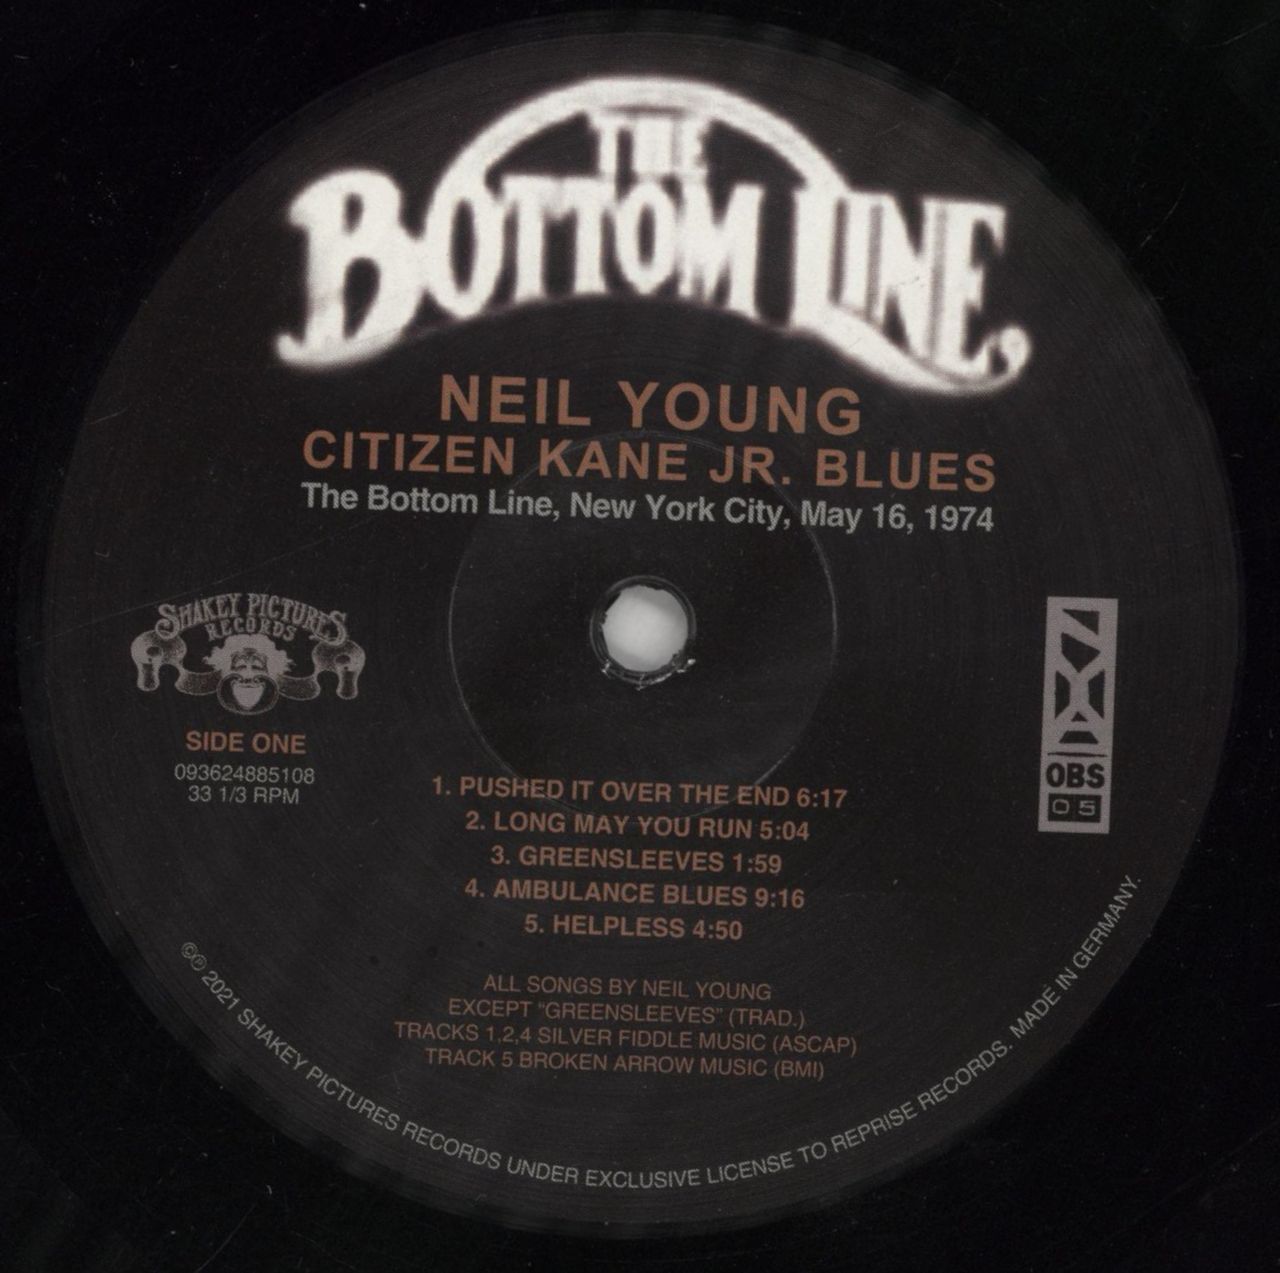 THE
BOTTOM LINE
NEIL YOUNG
CITIZEN KANE JR. BLUES
The Bottom Line, New York City, May 16, 1974
SHAKEY PICTURES
RECORDS
SIDE ONE
093624885108
33 1/3 RPM
NYA
OBS
05
1. PUSHED IT OVER THE END 6:17
2. LONG MAY YOU RUN 5:04
3. GREENSLEEVES 1:59
4. AMBULANCE BLUES 9:16
5. HELPLESS 4:50
ALL SONGS BY NEIL YOUNG
EXCEPT "GREENSLEEVES" (TRAD.)
TRACKS 1,2,4 SILVER FIDDLE MUSIC (ASCAP)
TRACK 5 BROKEN ARROW MUSIC (BMI)
©℗ 2021 SHAKEY PICTURES RECORDS UNDER EXCLUSIVE LICENSE TO REPRISE RECORDS. MADE IN GERMANY.